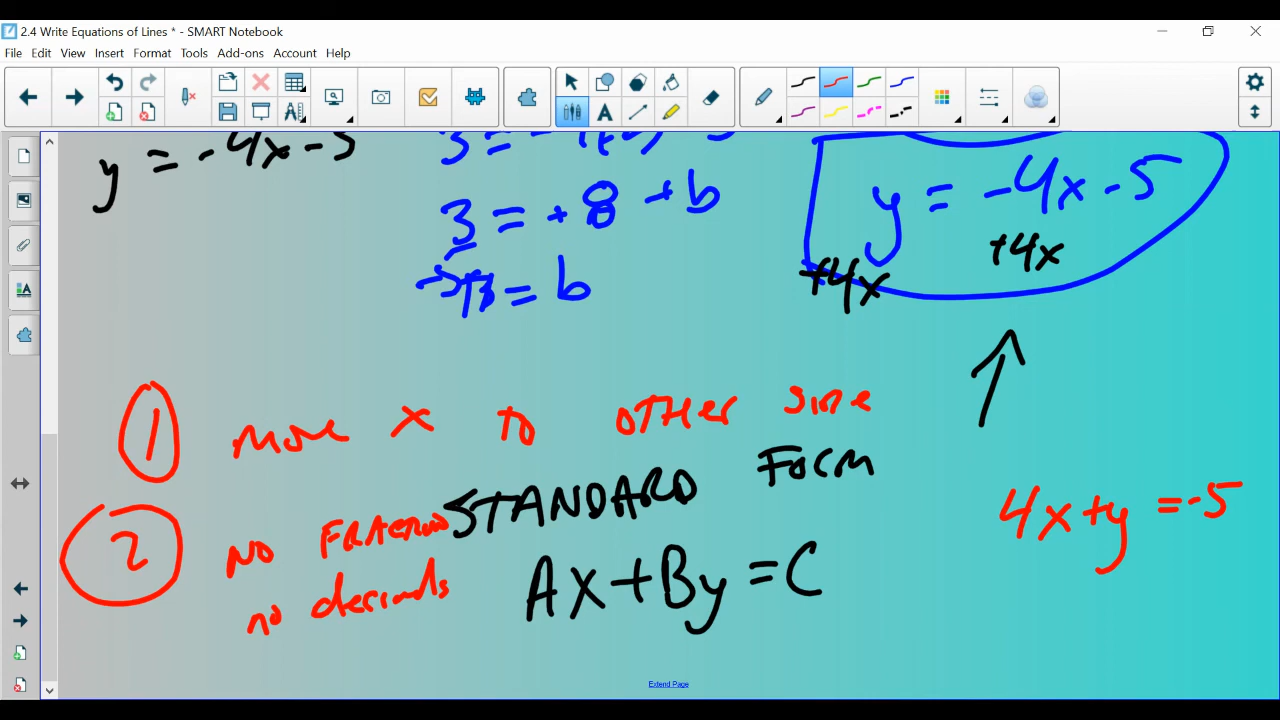 2.4 Write Equations of Lines * - SMART Notebook
File Edit View Insert Format Tools Add-ons Account Help
y = -4x - 5
3 = + 8 + b
= b
y = -4x - 5
+4x +4x
1 move x to other side
2 no fractions
no decimals
STANDARD Form
Ax + By = C
4x + y = -5
Extend Page